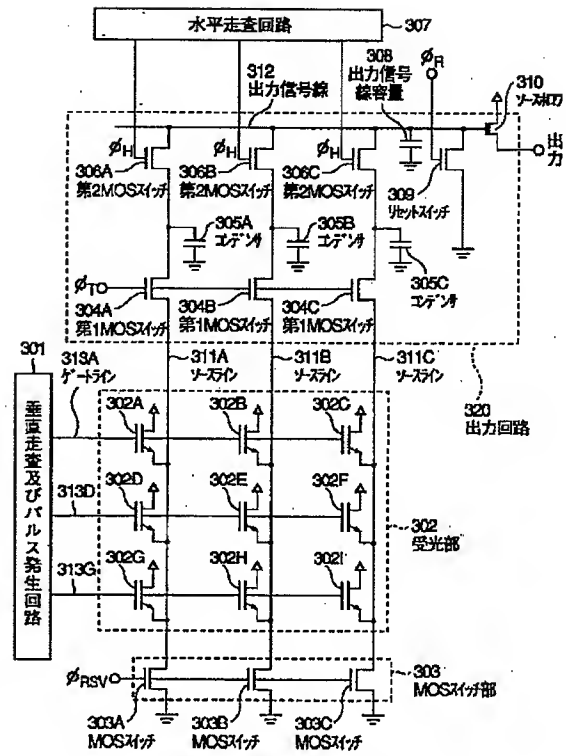 水平走査回路
307
312
出力信号線
308
出力信号
線容量
ΦR
310
ソースホロワ
出力
ΦH
ΦH
ΦH
306A
第2MOSスイッチ
306B
第2MOSスイッチ
306C
第2MOSスイッチ
309
リセットスイッチ
305A
コンデンサ
305B
コンデンサ
305C
コンデンサ
ΦT
304A
第1MOSスイッチ
304B
第1MOSスイッチ
304C
第1MOSスイッチ
301
313A
ゲートライン
311A
ソースライン
311B
ソースライン
311C
ソースライン
320
出力回路
垂直走査及びパルス発生回路
302A
302B
302C
313D
302D
302E
302F
302
受光部
313G
302G
302H
302I
ΦRSV
303
MOSスイッチ部
303A
MOSスイッチ
303B
MOSスイッチ
303C
MOSスイッチ